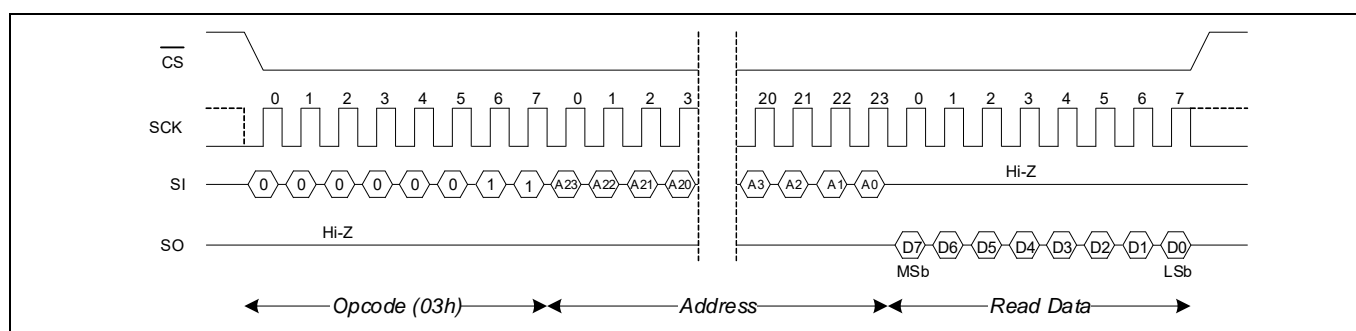 CS
0 1 2 3 4 5 6 7 0 1 2 3 20 21 22 23 0 1 2 3 4 5 6 7
SCK
Hi-Z
SI 0 0 0 0 0 0 1 1 A23 A22 A21 A20 A3 A2 A1 A0
Hi-Z
SO D7 D6 D5 D4 D3 D2 D1 D0
MSb LSb
Opcode (03h) Address Read Data